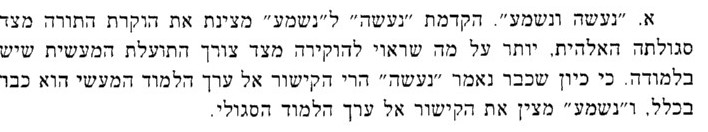 א. ״נעשה ונשמע״. הקדמת ״נעשה״ ל״נשמע״ מצינת את הוקרת התורה מצד
סגולתה האלהית, יותר על מה שראוי להוקירה מצד צורך התועלת המעשית שיש
בלמודה. כי כיון שכבר נאמר ״נעשה״ הרי הקישור אל ערך הלמוד המעשי הוא כבר
בכלל, ו״נשמע״ מצין את הקישור אל ערך הלמוד הסגולי.